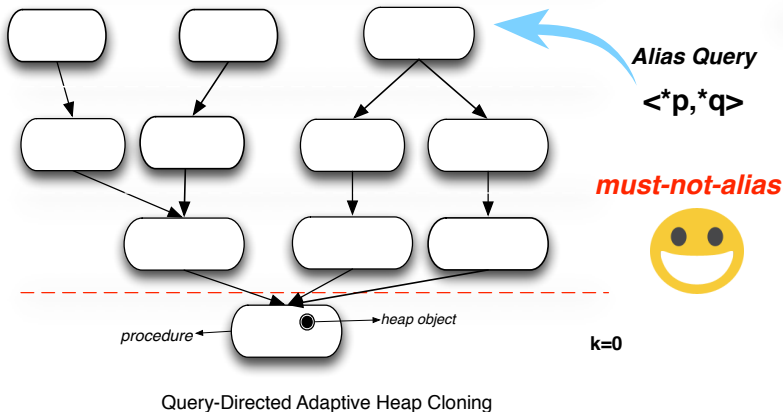 Alias Query
<*p,*q>
must-not-alias
procedure
heap object
k=0
Query-Directed Adaptive Heap Cloning